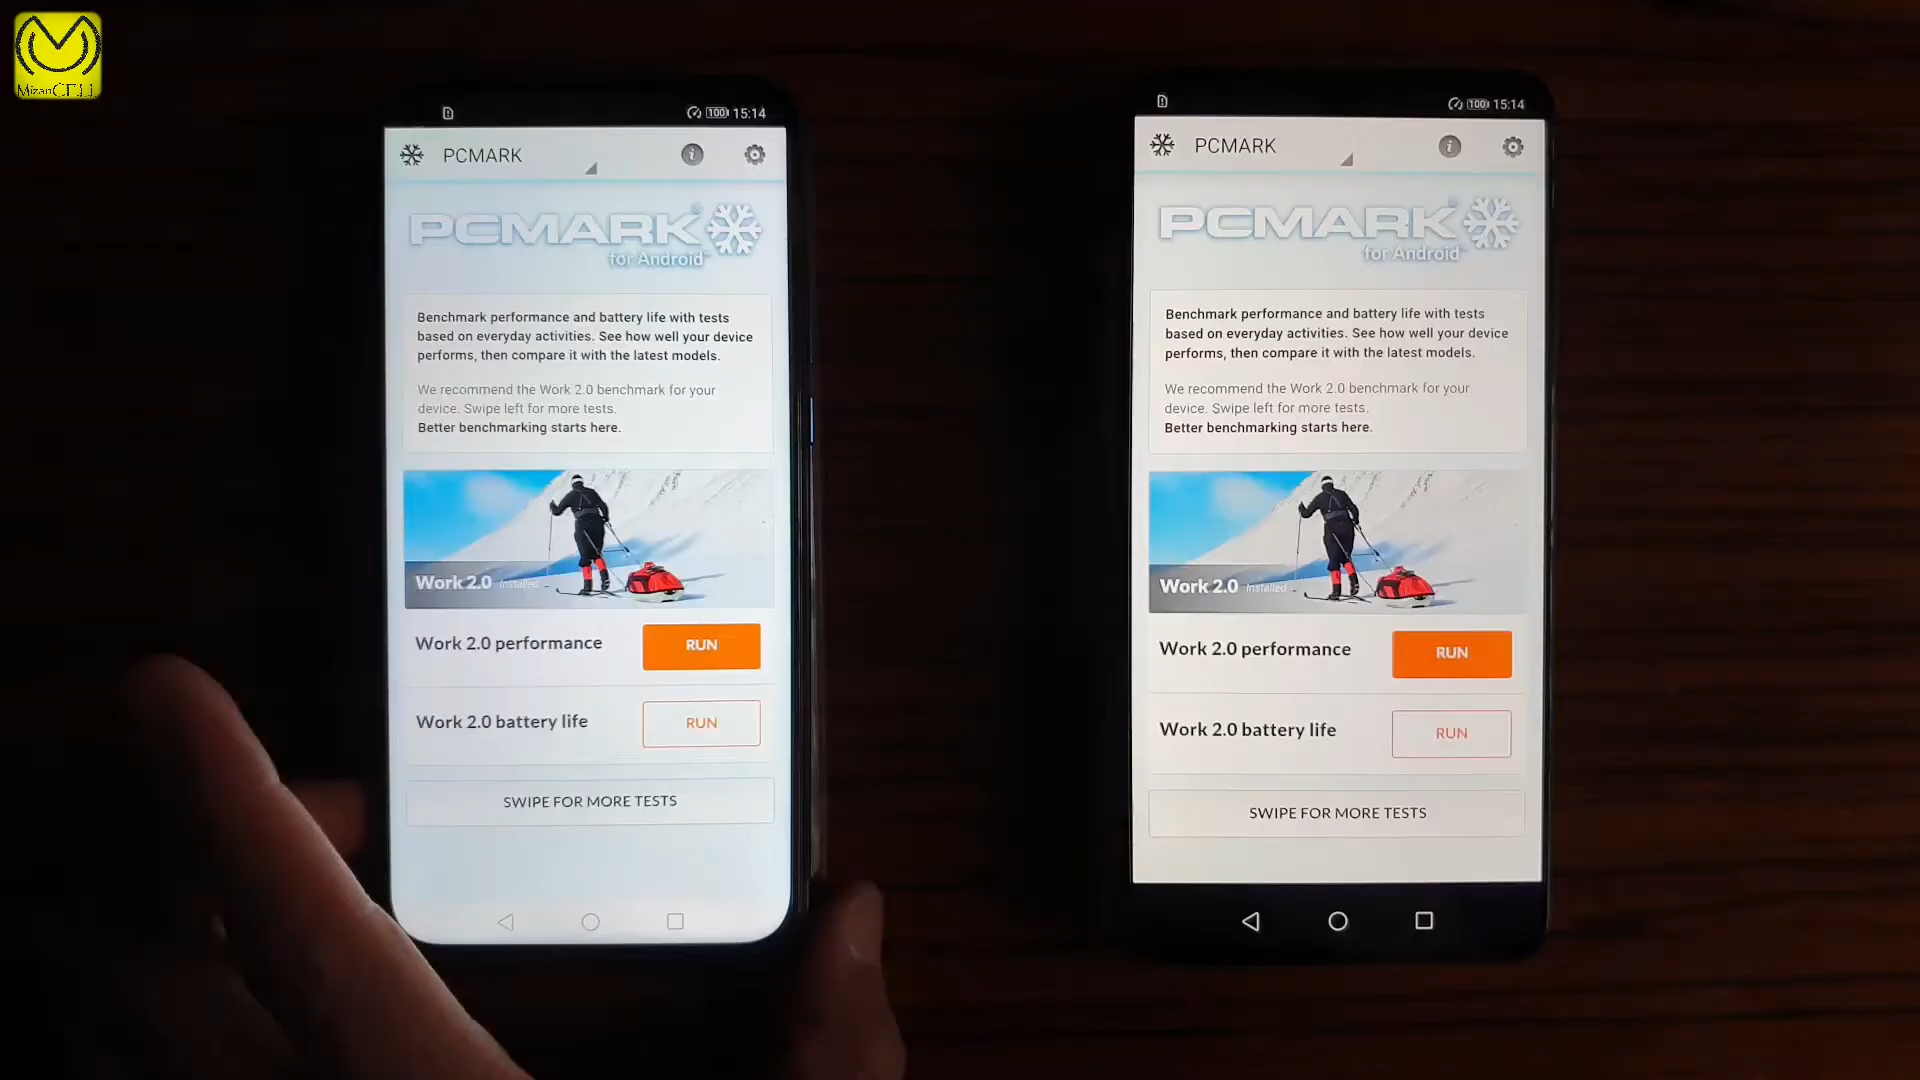 MizanCELL
100 15:14
PCMARK
PCMARK®
for Android™
Benchmark performance and battery life with tests
based on everyday activities. See how well your device
performs, then compare it with the latest models.
We recommend the Work 2.0 benchmark for your
device. Swipe left for more tests.
Better benchmarking starts here.
Work 2.0 Installed
Work 2.0 performance RUN
Work 2.0 battery life RUN
SWIPE FOR MORE TESTS
100 15:14
PCMARK
PCMARK®
for Android™
Benchmark performance and battery life with tests
based on everyday activities. See how well your device
performs, then compare it with the latest models.
We recommend the Work 2.0 benchmark for your
device. Swipe left for more tests.
Better benchmarking starts here.
Work 2.0 Installed
Work 2.0 performance RUN
Work 2.0 battery life RUN
SWIPE FOR MORE TESTS